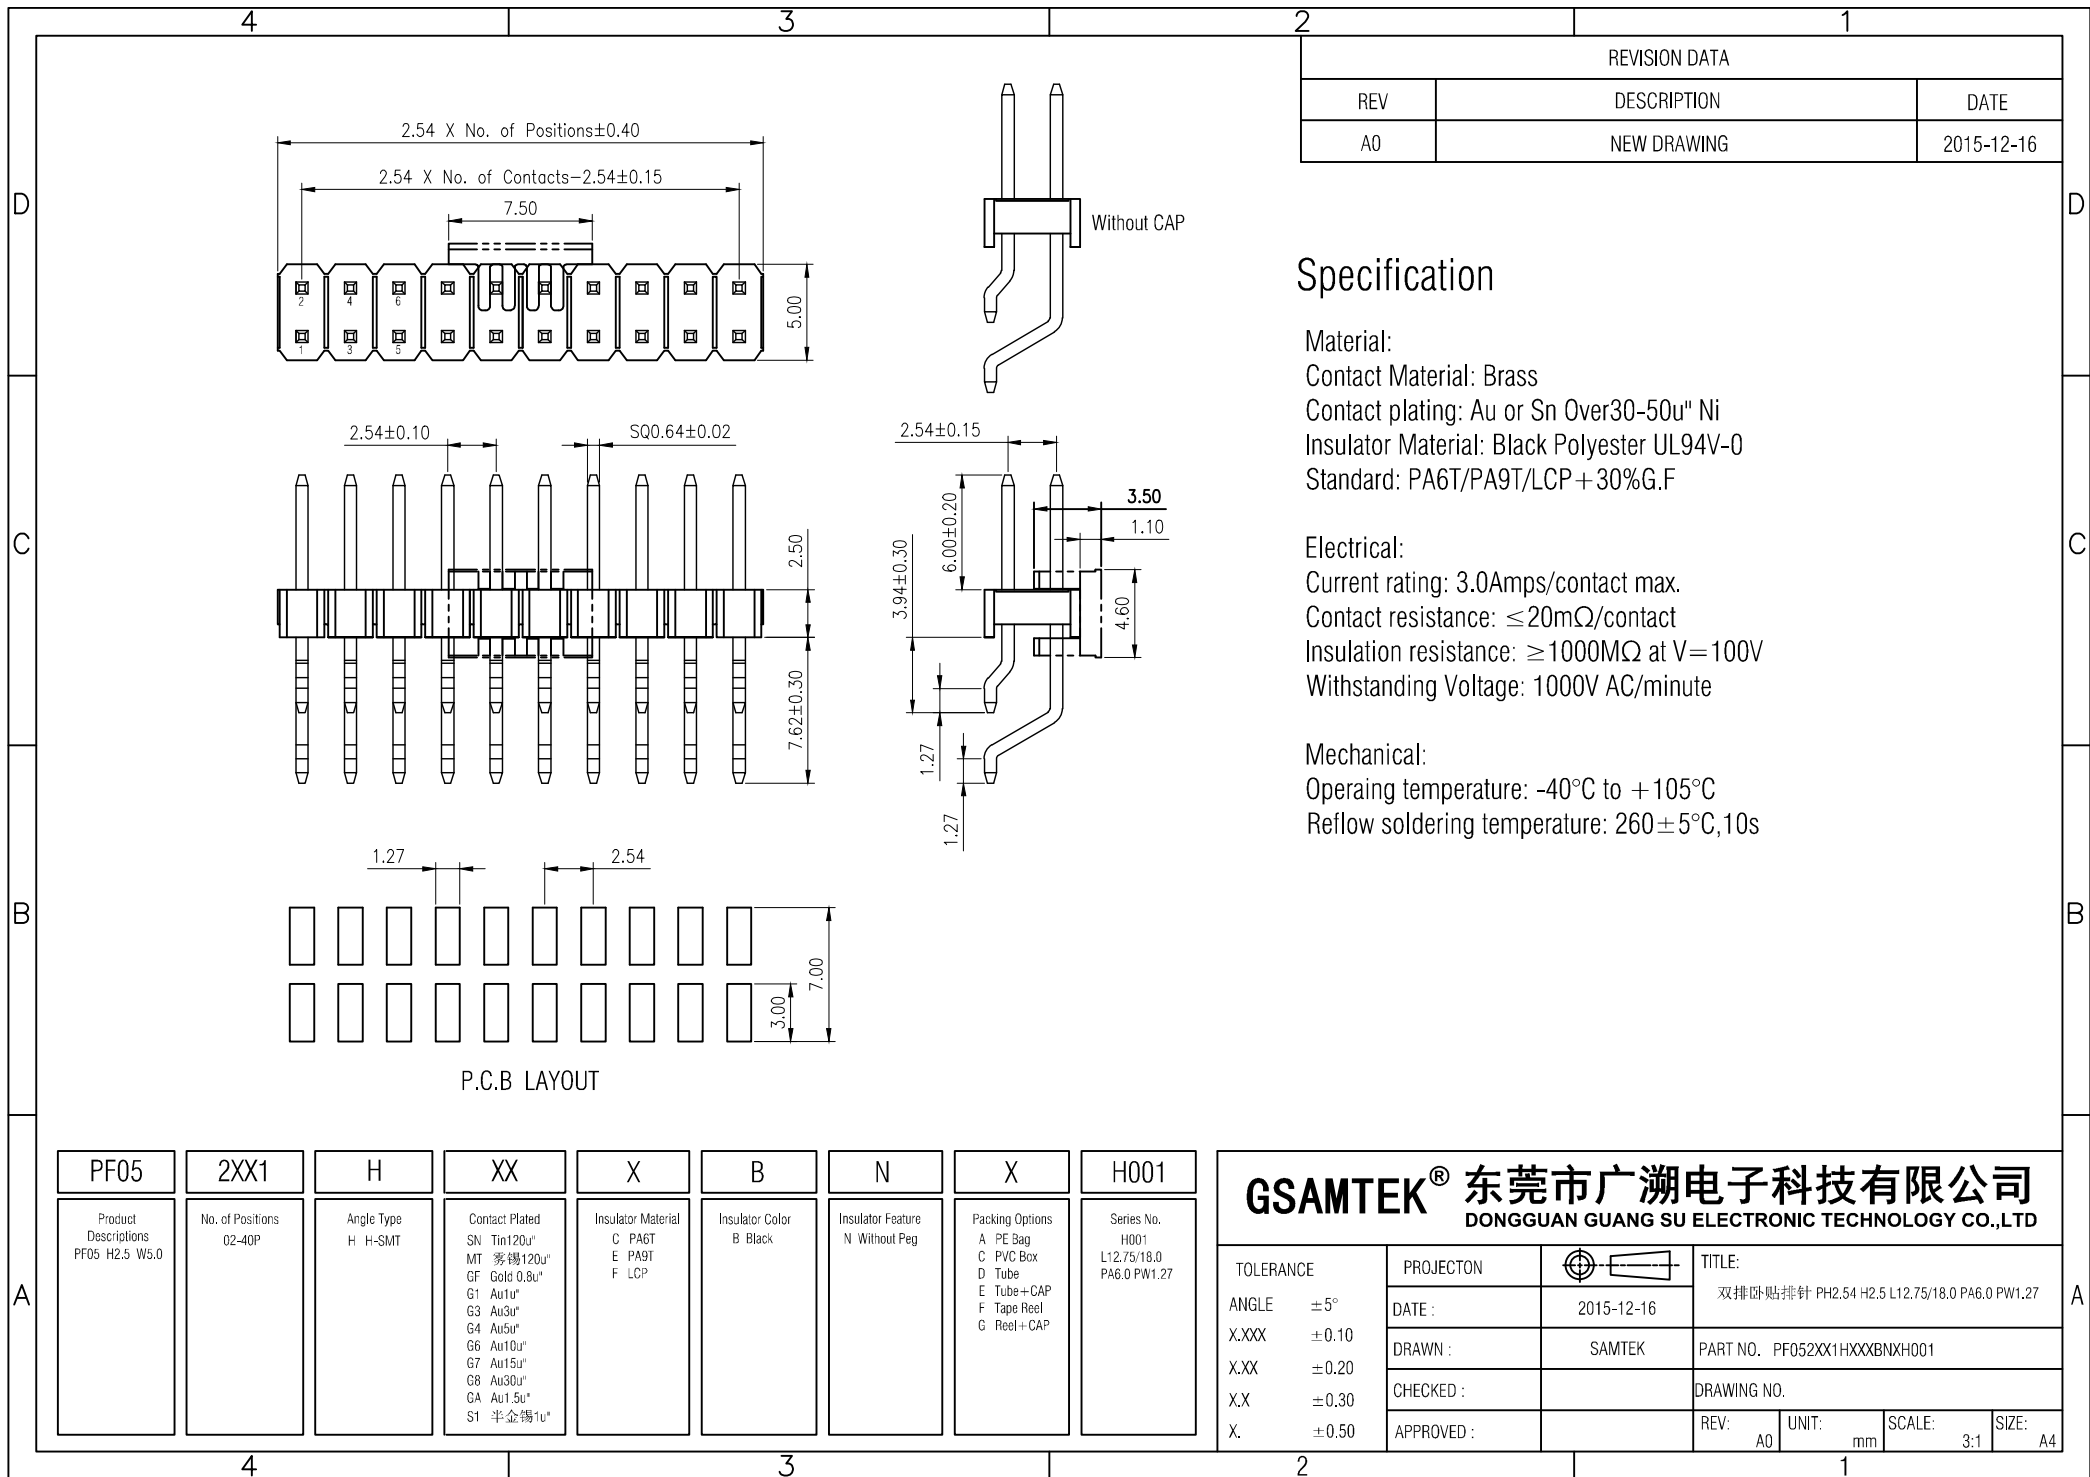 4 3 2 1
REVISION DATA
REV DESCRIPTION DATE
A0 NEW DRAWING 2015-12-16
D D
C C
B B
A A
2.54 X No. of Positions±0.40
2.54 X No. of Contacts-2.54±0.15
7.50
5.00
2 4 6
1 3 5
Without CAP
2.54±0.10
SQ0.64±0.02
2.50
7.62±0.30
2.54±0.15
6.00±0.20
3.94±0.30
3.50
1.10
4.60
1.27
1.27
1.27
2.54
7.00
3.00
P.C.B LAYOUT
Specification
Material:
Contact Material: Brass
Contact plating: Au or Sn Over30-50u" Ni
Insulator Material: Black Polyester UL94V-0
Standard: PA6T/PA9T/LCP+30%G.F
Electrical:
Current rating: 3.0Amps/contact max.
Contact resistance: ≤20mΩ/contact
Insulation resistance: ≥1000MΩ at V=100V
Withstanding Voltage: 1000V AC/minute
Mechanical:
Operaing temperature: -40°C to +105°C
Reflow soldering temperature: 260±5°C,10s
PF05
Product
Descriptions
PF05 H2.5 W5.0
2XX1
No. of Positions
02-40P
H
Angle Type
H H-SMT
XX
Contact Plated
SN Tin120u"
MT 雾锡120u"
GF Gold 0.8u"
G1 Au1u"
G3 Au3u"
G4 Au5u"
G6 Au10u"
G7 Au15u"
G8 Au30u"
GA Au1.5u"
S1 半金锡1u"
X
Insulator Material
C PA6T
E PA9T
F LCP
B
Insulator Color
B Black
N
Insulator Feature
N Without Peg
X
Packing Options
A PE Bag
C PVC Box
D Tube
E Tube+CAP
F Tape Reel
G Reel+CAP
H001
Series No.
H001
L12.75/18.0
PA6.0 PW1.27
GSAMTEK® 东莞市广溯电子科技有限公司
DONGGUAN GUANG SU ELECTRONIC TECHNOLOGY CO.,LTD
TOLERANCE
ANGLE ±5°
X.XXX ±0.10
X.XX ±0.20
X.X ±0.30
X. ±0.50
PROJECTON
DATE : 2015-12-16
DRAWN : SAMTEK
CHECKED :
APPROVED :
TITLE:
双排卧贴排针 PH2.54 H2.5 L12.75/18.0 PA6.0 PW1.27
PART NO. PF052XX1HXXXBNXH001
DRAWING NO.
REV: A0 UNIT: mm SCALE: 3:1 SIZE: A4
4 3 2 1